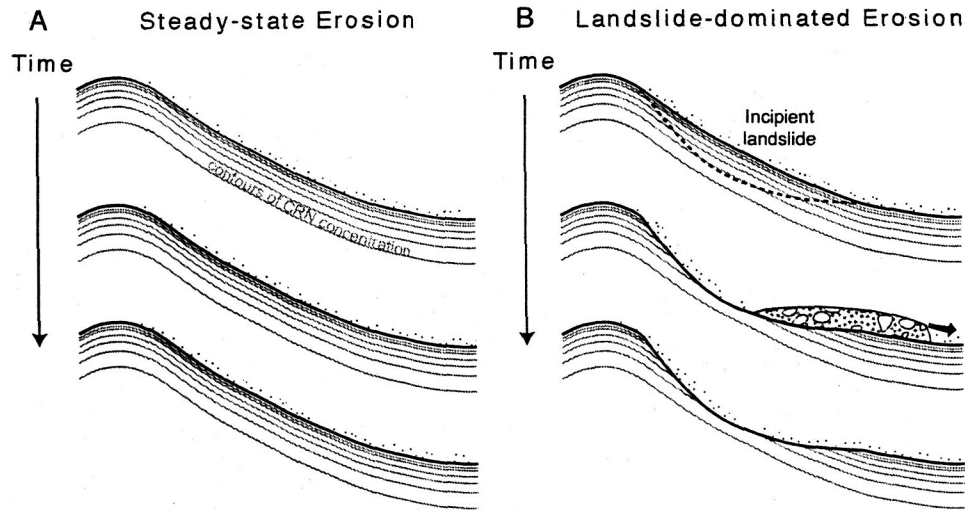 A Steady-state Erosion
Time
contours of CRN concentration
B Landslide-dominated Erosion
Time
Incipient
landslide